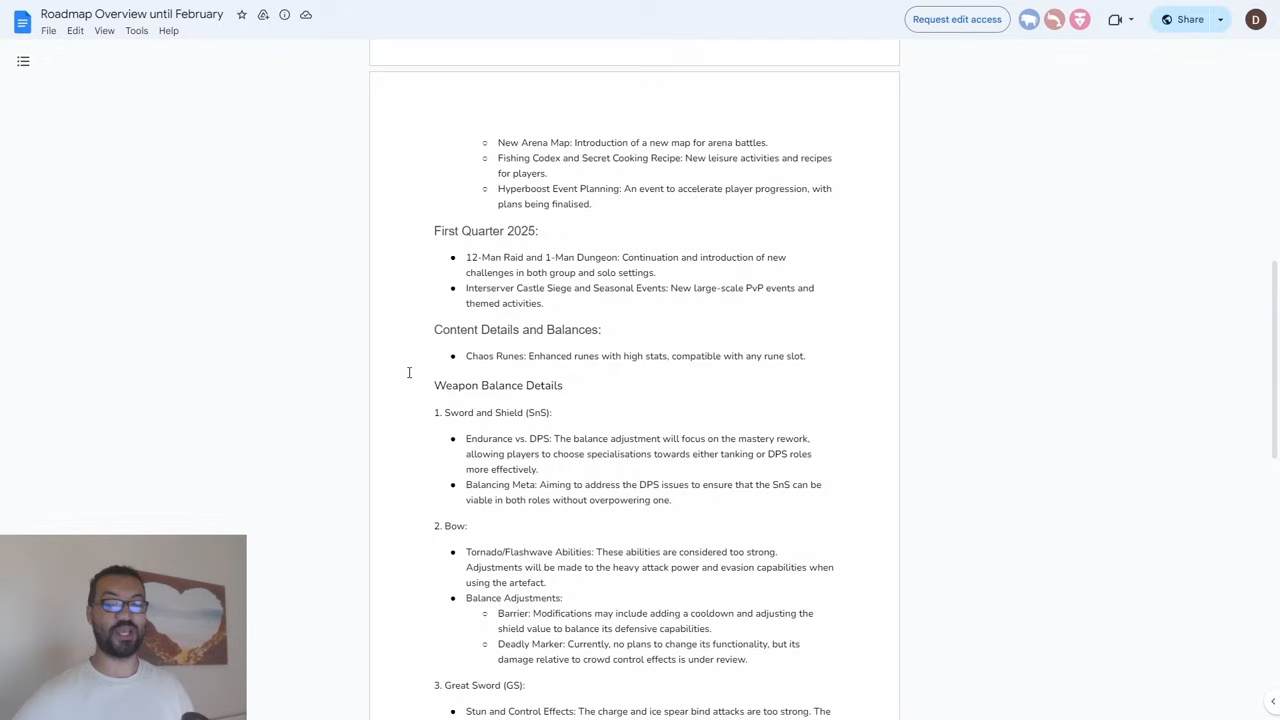 Roadmap Overview until February
File Edit View Tools Help
Request edit access
Share
D
○ New Arena Map: Introduction of a new map for arena battles.
○ Fishing Codex and Secret Cooking Recipe: New leisure activities and recipes
for players.
○ Hyperboost Event Planning: An event to accelerate player progression, with
plans being finalised.
First Quarter 2025:
● 12-Man Raid and 1-Man Dungeon: Continuation and introduction of new
challenges in both group and solo settings.
● Interserver Castle Siege and Seasonal Events: New large-scale PvP events and
themed activities.
Content Details and Balances:
● Chaos Runes: Enhanced runes with high stats, compatible with any rune slot.
Weapon Balance Details
1. Sword and Shield (SnS):
● Endurance vs. DPS: The balance adjustment will focus on the mastery rework,
allowing players to choose specialisations towards either tanking or DPS roles
more effectively.
● Balancing Meta: Aiming to address the DPS issues to ensure that the SnS can be
viable in both roles without overpowering one.
2. Bow:
● Tornado/Flashwave Abilities: These abilities are considered too strong.
Adjustments will be made to the heavy attack power and evasion capabilities when
using the artefact.
● Balance Adjustments:
○ Barrier: Modifications may include adding a cooldown and adjusting the
shield value to balance its defensive capabilities.
○ Deadly Marker: Currently, no plans to change its functionality, but its
damage relative to crowd control effects is under review.
3. Great Sword (GS):
● Stun and Control Effects: The charge and ice spear bind attacks are too strong. The